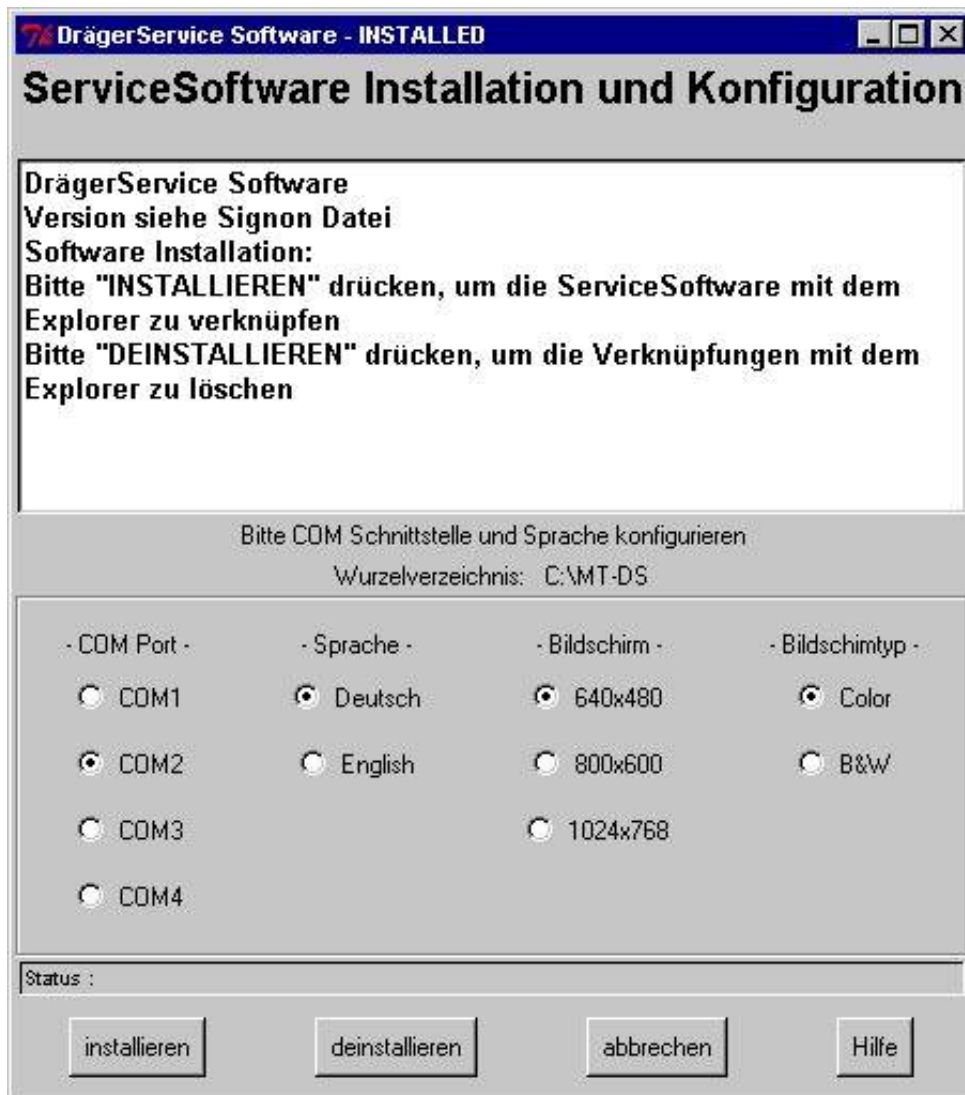 DrägerService Software - INSTALLED
ServiceSoftware Installation und Konfiguration
DrägerService Software
Version siehe Signon Datei
Software Installation:
Bitte "INSTALLIEREN" drücken, um die ServiceSoftware mit dem
Explorer zu verknüpfen
Bitte "DEINSTALLIEREN" drücken, um die Verknüpfungen mit dem
Explorer zu löschen
Bitte COM Schnittstelle und Sprache konfigurieren
Wurzelverzeichnis: C:\MT-DS
- COM Port - - Sprache - - Bildschirm - - Bildschimtyp -
COM1 Deutsch 640x480 Color
COM2 English 800x600 B&W
COM3 1024x768
COM4
Status :
installieren deinstallieren abbrechen Hilfe